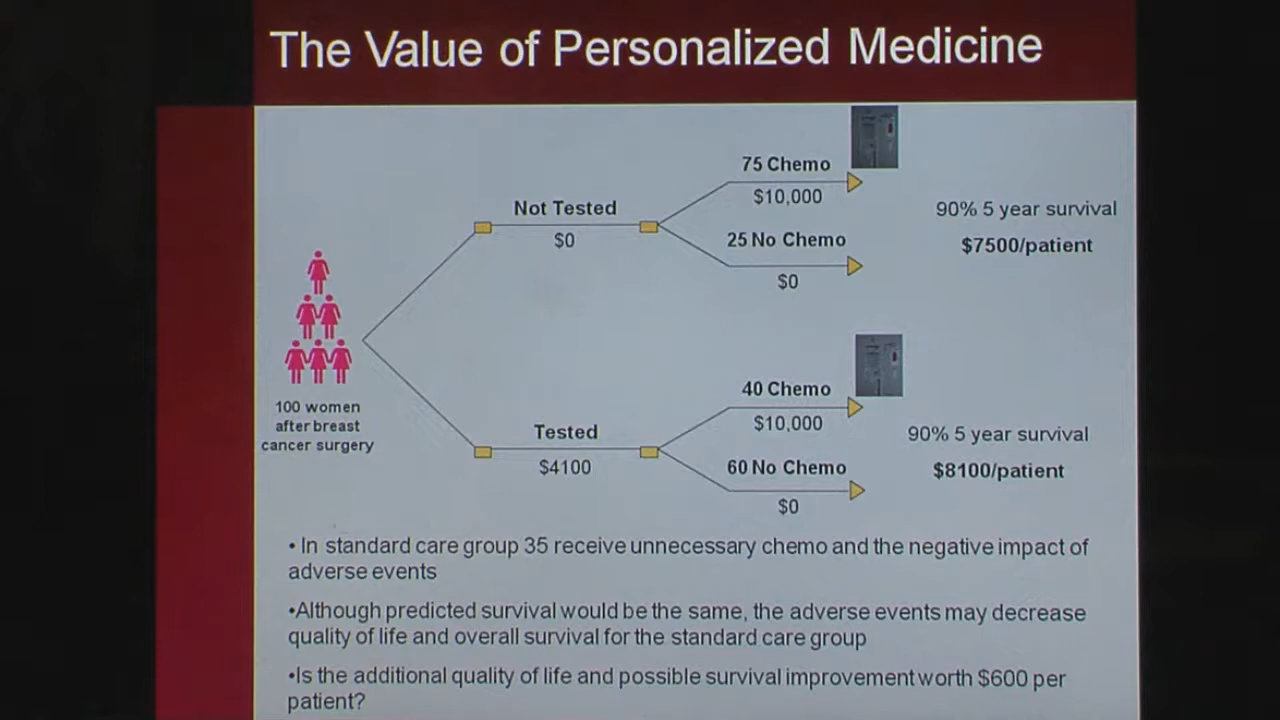 The Value of Personalized Medicine
75 Chemo
$10,000
Not Tested
$0
25 No Chemo
$0
90% 5 year survival
$7500/patient
100 women
after breast
cancer surgery
40 Chemo
$10,000
Tested
$4100
60 No Chemo
$0
90% 5 year survival
$8100/patient
• In standard care group 35 receive unnecessary chemo and the negative impact of
adverse events
•Although predicted survival would be the same, the adverse events may decrease
quality of life and overall survival for the standard care group
•Is the additional quality of life and possible survival improvement worth $600 per
patient?